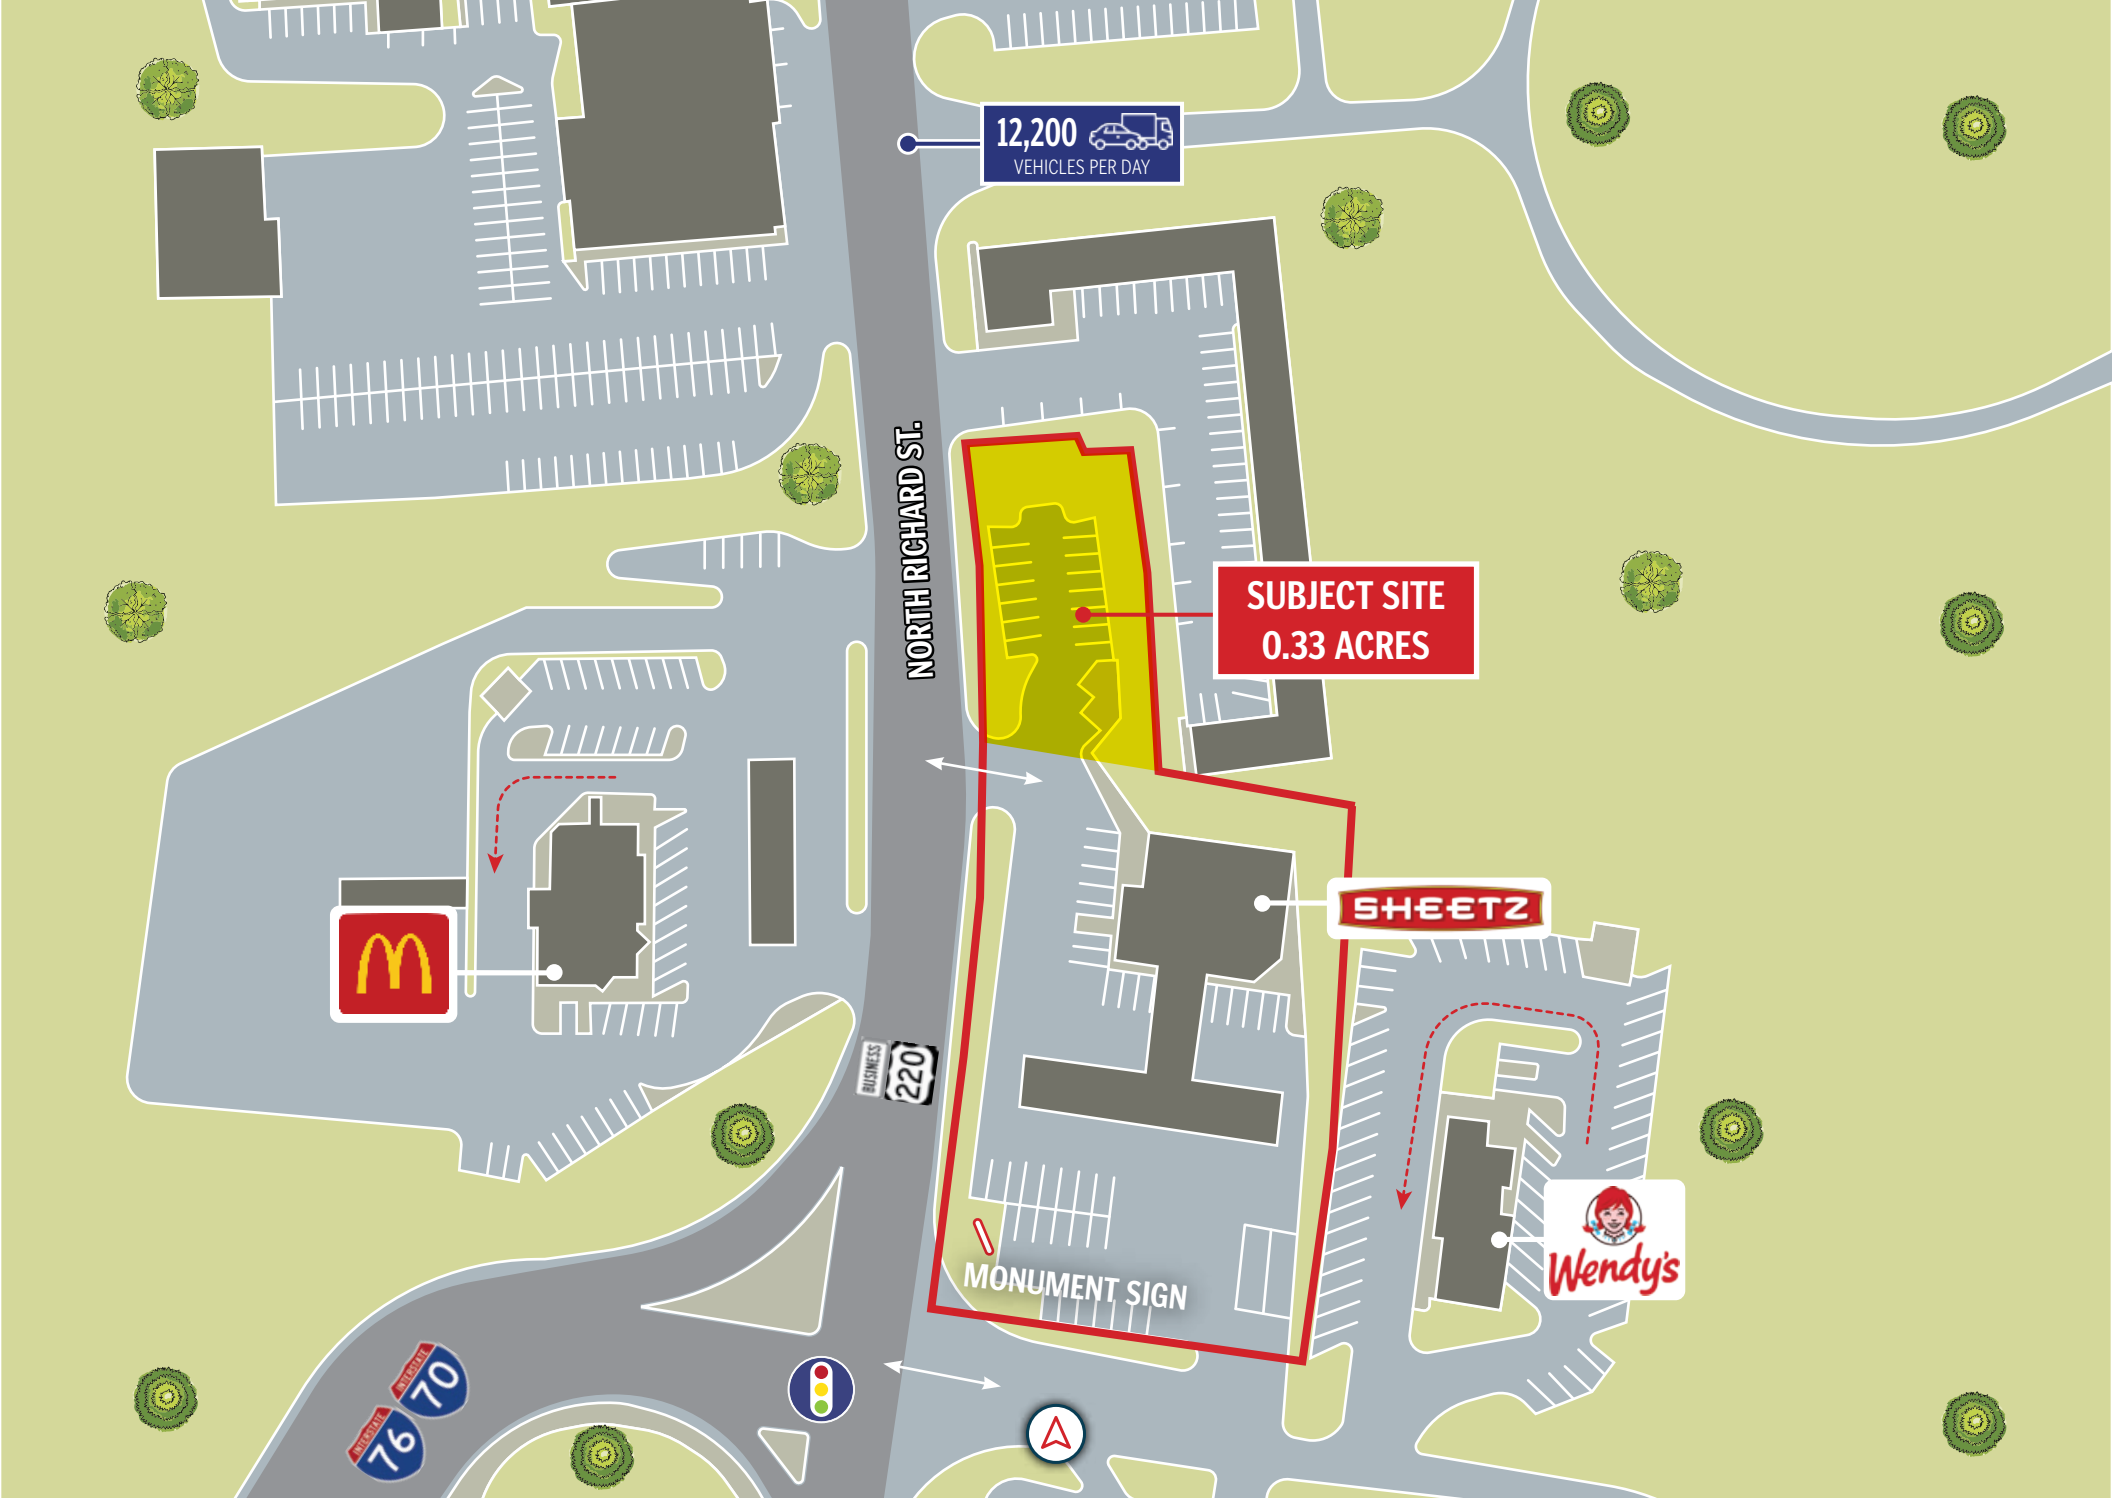 12,200
VEHICLES PER DAY
NORTH RICHARD ST.
SUBJECT SITE
0.33 ACRES
SHEETZ
M
BUSINESS
220
Wendy's
MONUMENT SIGN
INTERSTATE
70
INTERSTATE
76